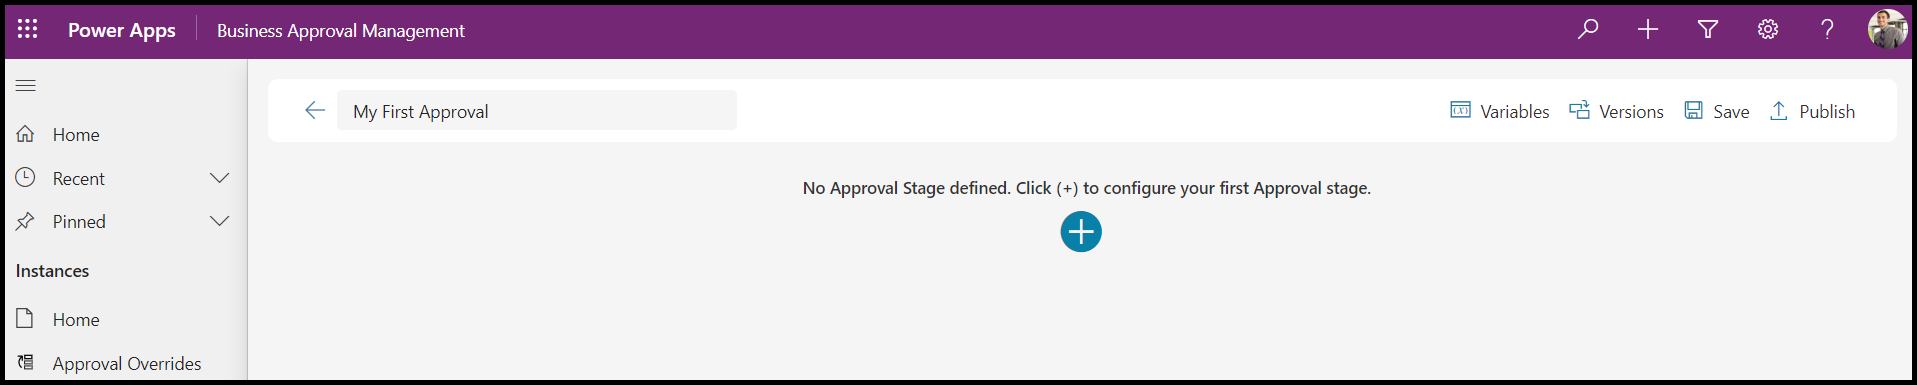 Power Apps Business Approval Management
My First Approval
Variables Versions Save Publish
Home
Recent
Pinned
Instances
Home
Approval Overrides
No Approval Stage defined. Click (+) to configure your first Approval stage.